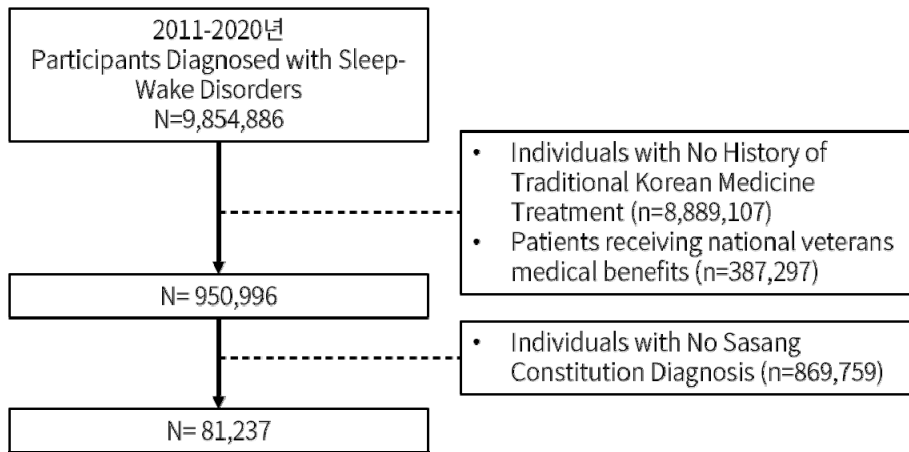 2011-2020년
Participants Diagnosed with Sleep-
Wake Disorders
N=9,854,886
• Individuals with No History of
Traditional Korean Medicine
Treatment (n=8,889,107)
• Patients receiving national veterans
medical benefits (n=387,297)
N= 950,996
• Individuals with No Sasang
Constitution Diagnosis (n=869,759)
N= 81,237